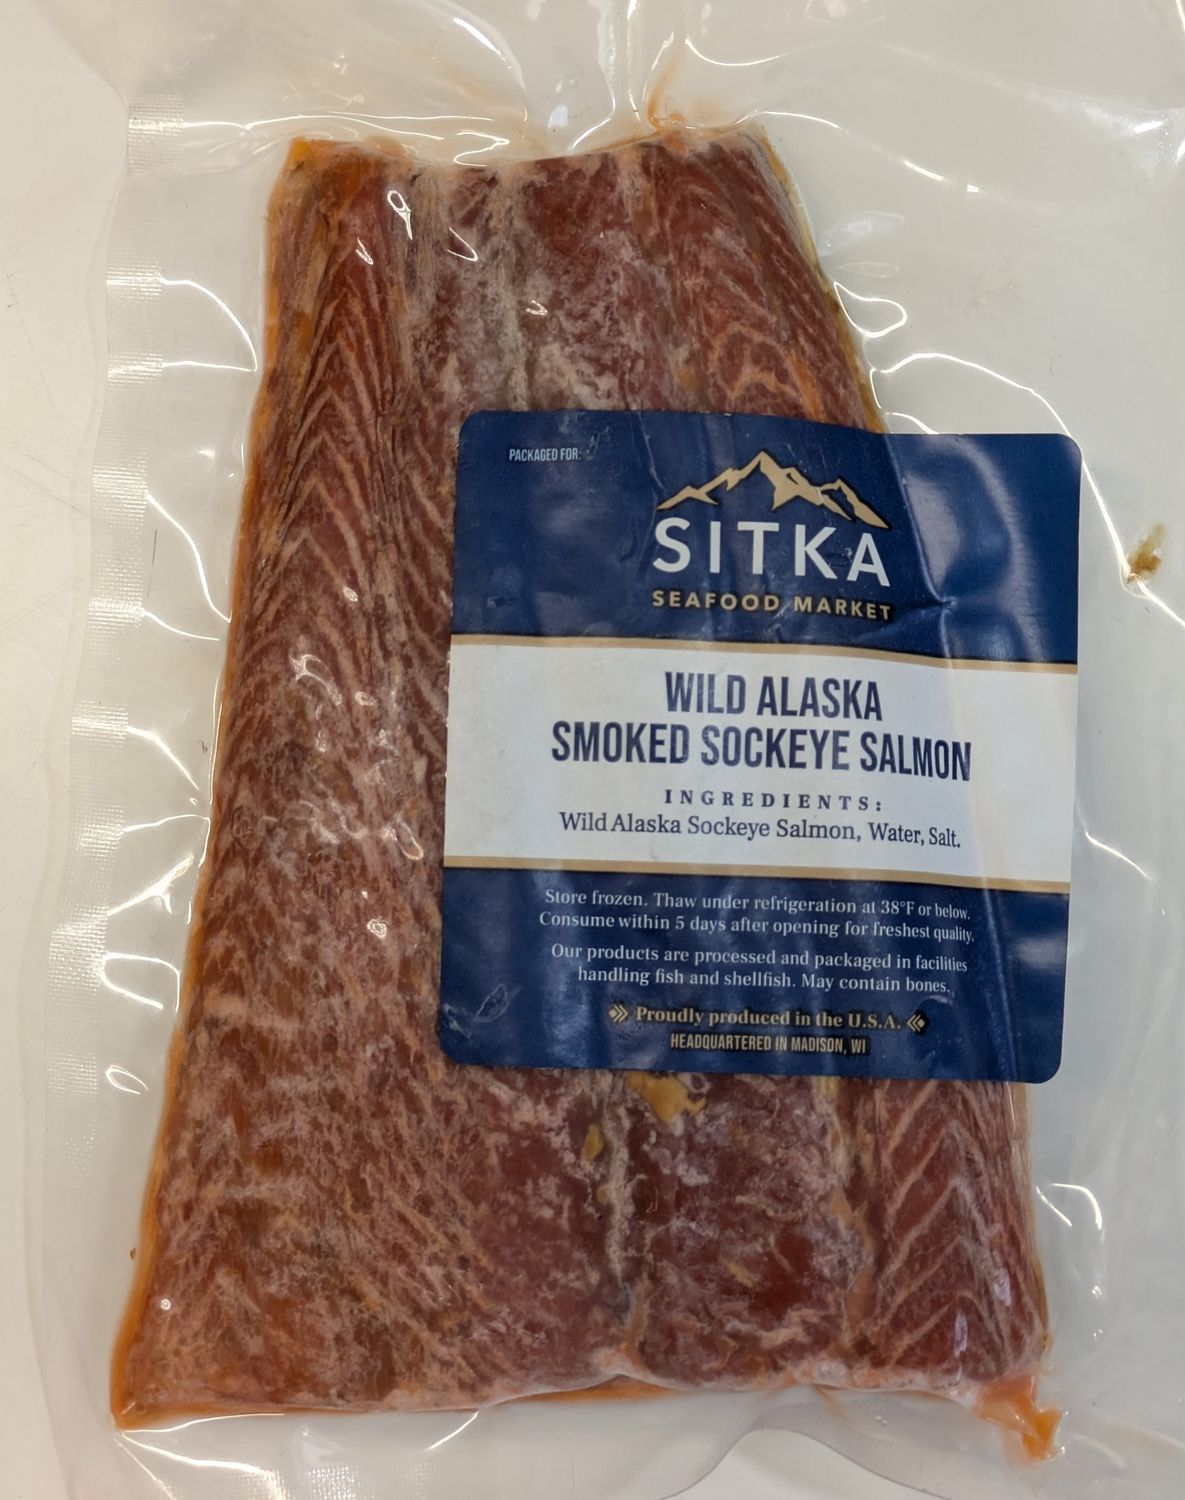 PACKAGED FOR:
SITKA
SEAFOOD MARKET
WILD ALASKA
SMOKED SOCKEYE SALMON
INGREDIENTS:
Wild Alaska Sockeye Salmon, Water, Salt.
Store frozen. Thaw under refrigeration at 38°F or below.
Consume within 5 days after opening for freshest quality.
Our products are processed and packaged in facilities
handling fish and shellfish. May contain bones.
Proudly produced in the U.S.A.
HEADQUARTERED IN MADISON, WI